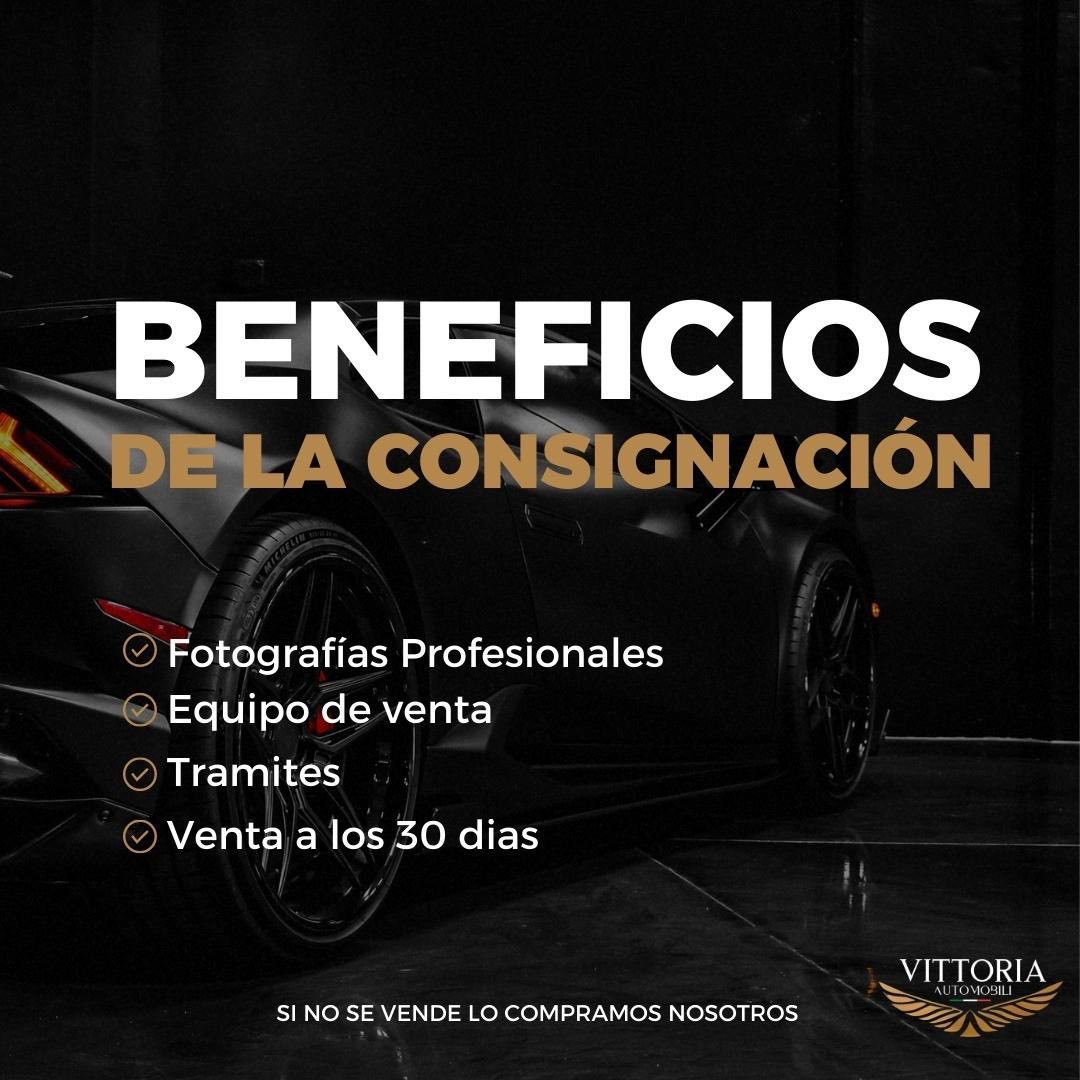 BENEFICIOS
DE LA CONSIGNACIÓN
MICHELIN
Fotografías Profesionales
Equipo de venta
Tramites
Venta a los 30 dias
SI NO SE VENDE LO COMPRAMOS NOSOTROS
VITTORIA
AUTOMOBILI